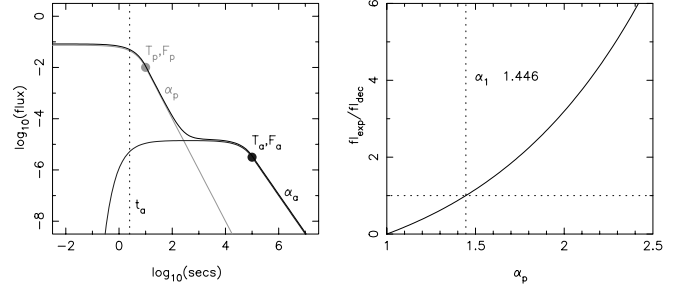 log10(flux)
0
−2
−4
−6
−8
Tp,Fp
αp
Ta,Fa
αa
ta
−2
0
2
4
6
log10(secs)
flexp/fldec
6
4
2
0
α1 1.446
1
1.5
2
2.5
αp